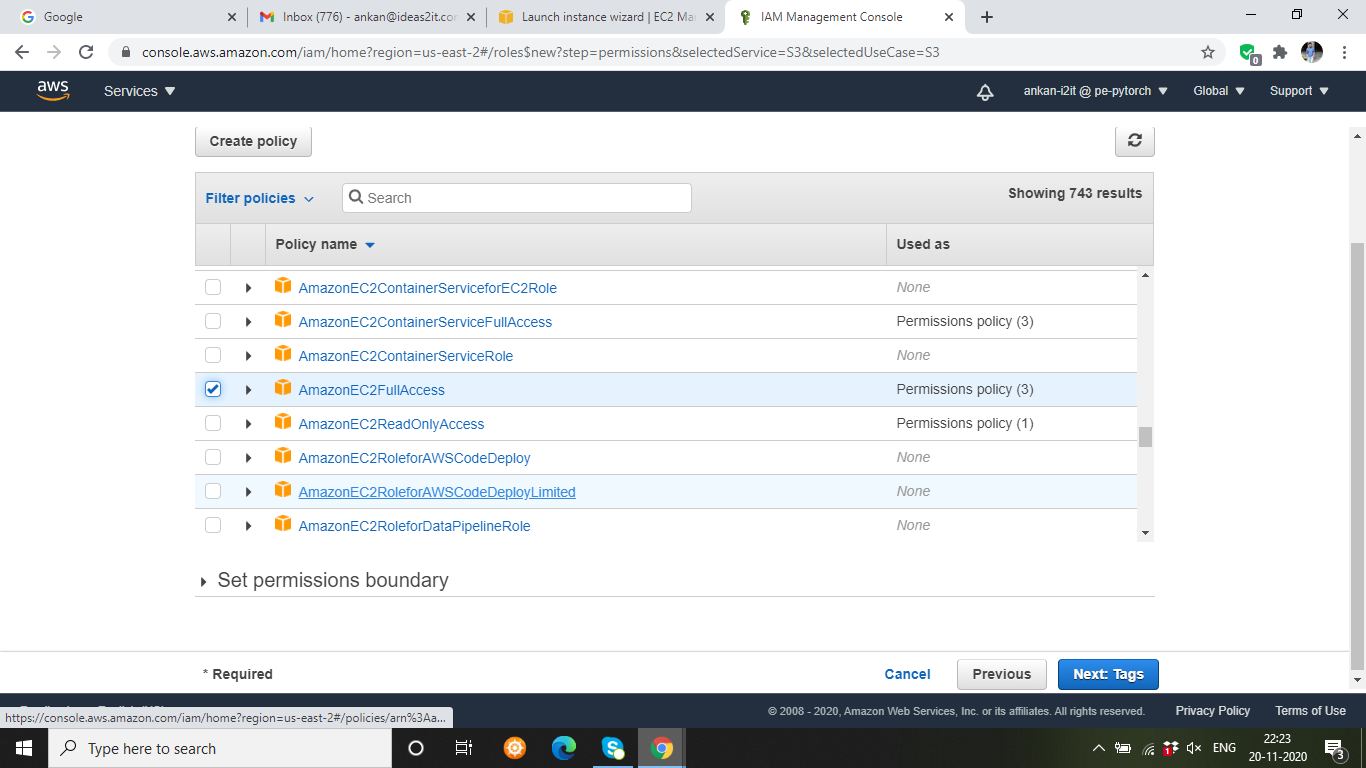 Google
Inbox (776) - ankan@ideas2it.cor
Launch instance wizard | EC2 Ma
IAM Management Console
console.aws.amazon.com/iam/home?region=us-east-2#/roles$new?step=permissions&selectedService=S3&selectedUseCase=S3
0
aws
Services
ankan-i2it @ pe-pytorch
Global
Support
Create policy
Filter policies
Search
Showing 743 results
Policy name
Used as
AmazonEC2ContainerServiceforEC2Role None
AmazonEC2ContainerServiceFullAccess Permissions policy (3)
AmazonEC2ContainerServiceRole None
AmazonEC2FullAccess Permissions policy (3)
AmazonEC2ReadOnlyAccess Permissions policy (1)
AmazonEC2RoleforAWSCodeDeploy None
AmazonEC2RoleforAWSCodeDeployLimited None
AmazonEC2RoleforDataPipelineRole None
Set permissions boundary
* Required
Cancel
Previous
Next: Tags
https://console.aws.amazon.com/iam/home?region=us-east-2#/policies/arn%3Aa...
© 2008 - 2020, Amazon Web Services, Inc. or its affiliates. All rights reserved.
Privacy Policy
Terms of Use
Type here to search
1
ENG
22:23
20-11-2020
3